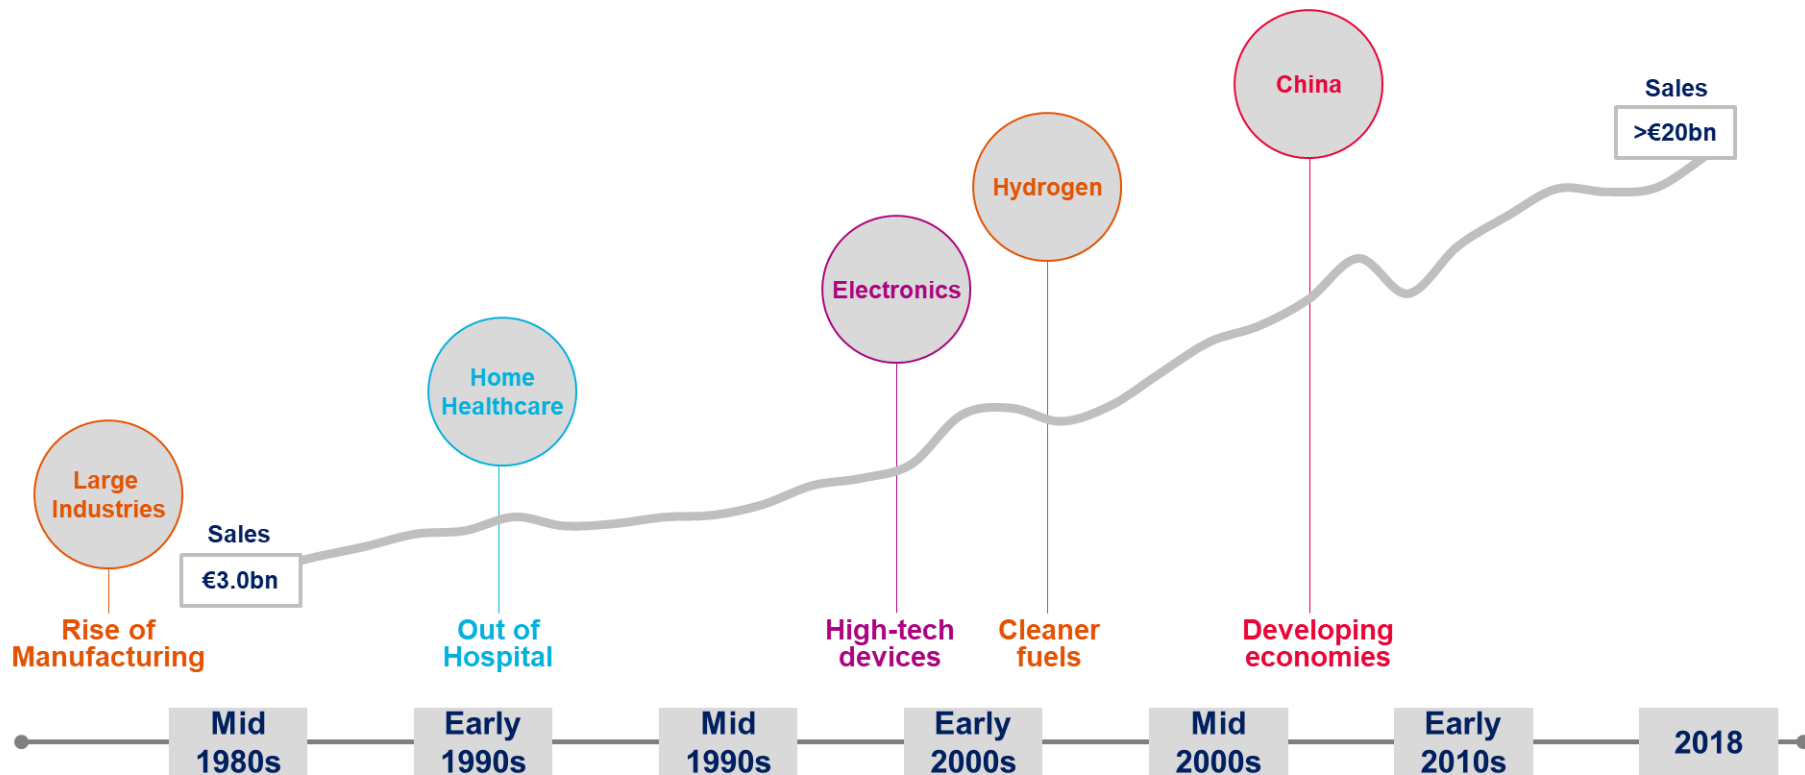 China
Sales
>€20bn
Hydrogen
Electronics
Home
Healthcare
Large
Industries
Sales
€3.0bn
Rise of
Manufacturing
Out of
Hospital
High-tech
devices
Cleaner
fuels
Developing
economies
Mid
1980s
Early
1990s
Mid
1990s
Early
2000s
Mid
2000s
Early
2010s
2018